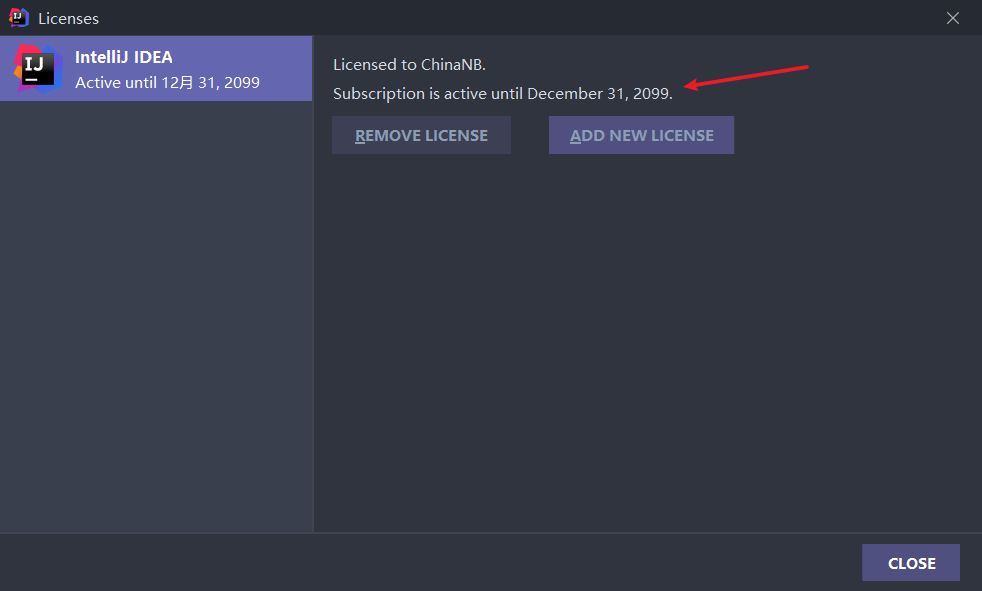 Licenses
IntelliJ IDEA
Active until 12月 31, 2099
Licensed to ChinaNB.
Subscription is active until December 31, 2099.
REMOVE LICENSE
ADD NEW LICENSE
CLOSE